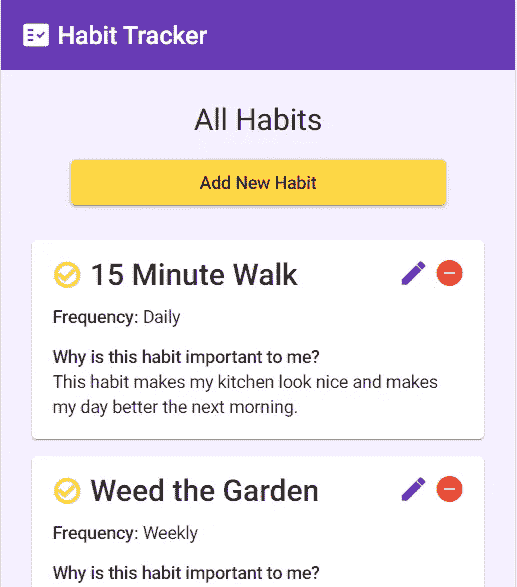 Habit Tracker
All Habits
Add New Habit
15 Minute Walk
Frequency: Daily
Why is this habit important to me?
This habit makes my kitchen look nice and makes
my day better the next morning.
Weed the Garden
Frequency: Weekly
Why is this habit important to me?